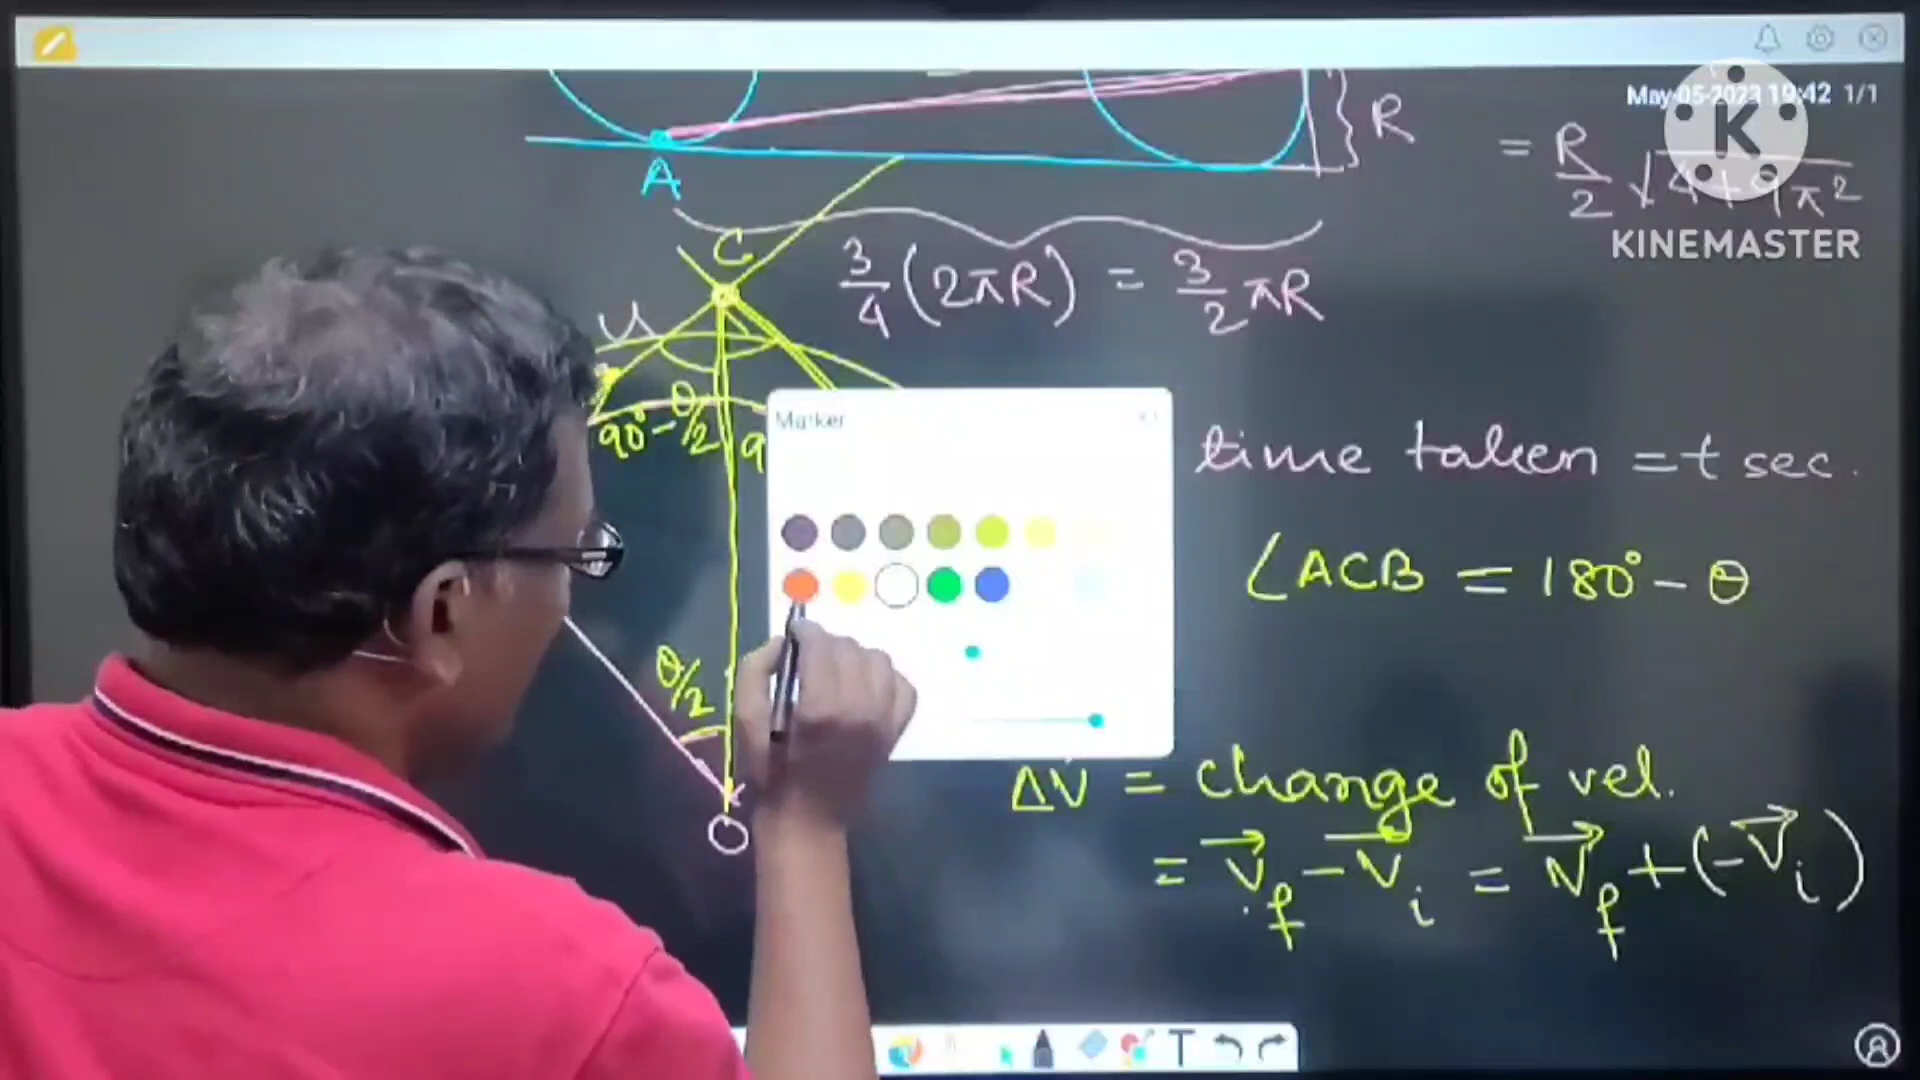 May-05-2023 19:42 1/1
R
= R/2 √4+9π²
KINEMASTER
A
C
3/4 (2πR) = 3/2 πR
u
90° - θ/2
9
Marker
time taken = t sec.
∠ACB = 180° - θ
θ/2
O
ΔV = change of vel.
= V⃗f - V⃗i = V⃗f + (-V⃗i)
T